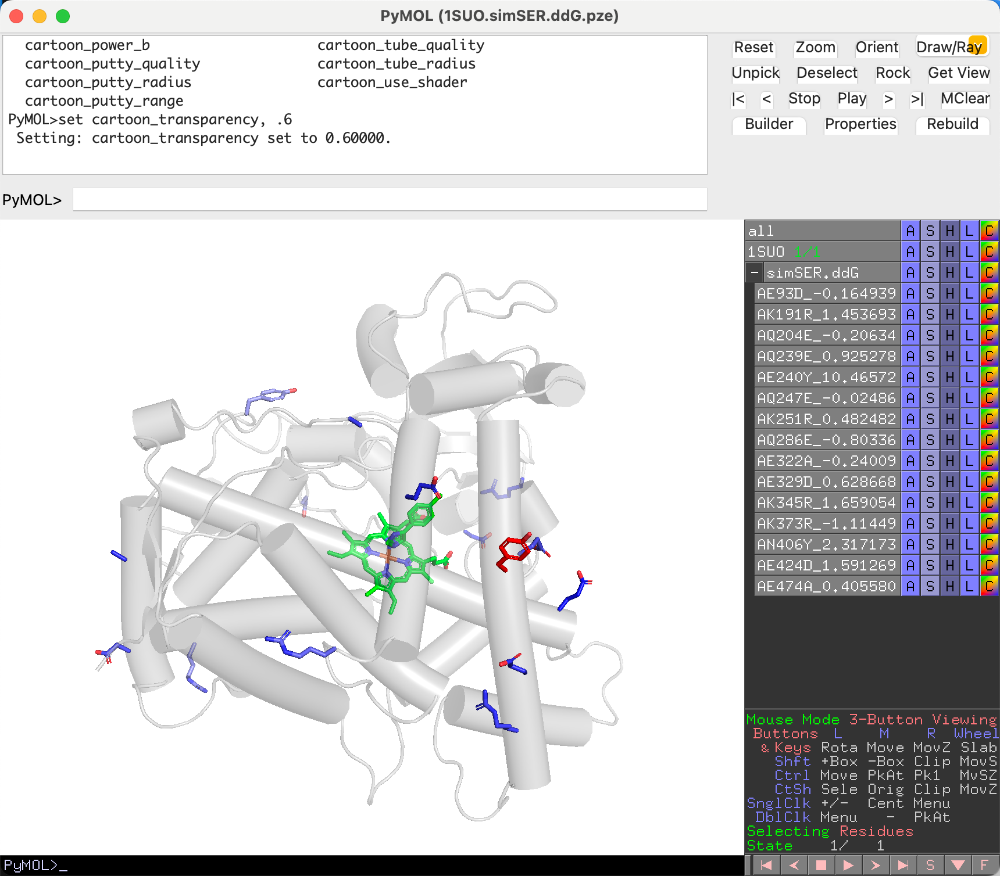 PyMOL (1SUO.simSER.ddG.pze)
cartoon_power_b cartoon_tube_quality
cartoon_putty_quality cartoon_tube_radius
cartoon_putty_radius cartoon_use_shader
cartoon_putty_range
PyMOL>set cartoon_transparency, .6
Setting: cartoon_transparency set to 0.60000.
PyMOL>
Reset Zoom Orient Draw/Ray
Unpick Deselect Rock Get View
|< < Stop Play > >| MClear
Builder Properties Rebuild
all A S H L C
1SUO 1/1 A S H L C
- simSER.ddG A S H L C
AE93D_-0.164939 A S H L C
AK191R_1.453693 A S H L C
AQ204E_-0.20634 A S H L C
AQ239E_0.925278 A S H L C
AE240Y_10.46572 A S H L C
AQ247E_-0.02486 A S H L C
AK251R_0.482482 A S H L C
AQ286E_-0.80336 A S H L C
AE322A_-0.24009 A S H L C
AE329D_0.628668 A S H L C
AK345R_1.659054 A S H L C
AK373R_-1.11449 A S H L C
AN406Y_2.317173 A S H L C
AE424D_1.591269 A S H L C
AE474A_0.405580 A S H L C
Mouse Mode 3-Button Viewing
Buttons L M R Wheel
& Keys Rota Move MovZ Slab
Shft +Box -Box Clip MovS
Ctrl Move PkAt Pk1 MvSZ
CtSh Sele Orig Clip MovZ
SnglClk +/- Cent Menu
DblClk Menu - PkAt
Selecting Residues
State 1/ 1
PyMOL>_
S F